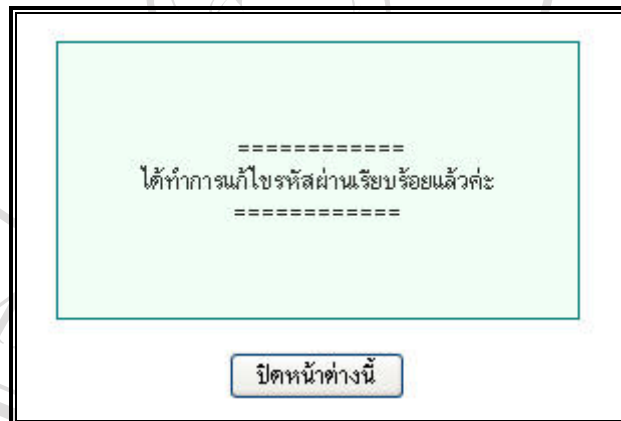 ============
ได้ทำการแก้ไขรหัสผ่านเรียบร้อยแล้วค่ะ
============
ปิดหน้าต่างนี้